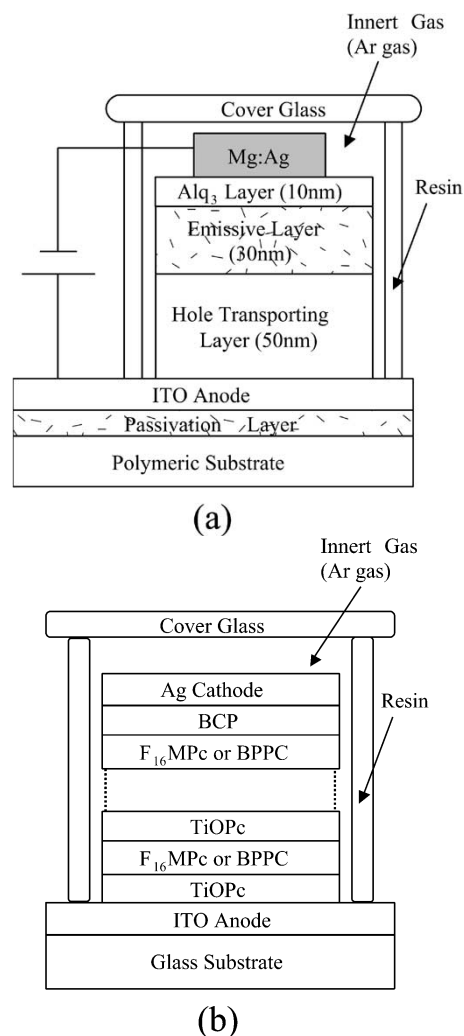 Innert Gas
(Ar gas)
Cover Glass
Mg:Ag
Alq₃ Layer (10nm)
Resin
Emissive Layer
(30nm)
Hole Transporting
Layer (50nm)
ITO Anode
Passivation Layer
Polymeric Substrate
(a)
Innert Gas
(Ar gas)
Cover Glass
Ag Cathode
Resin
BCP
F₁₆MPc or BPPC
TiOPc
F₁₆MPc or BPPC
TiOPc
ITO Anode
Glass Substrate
(b)